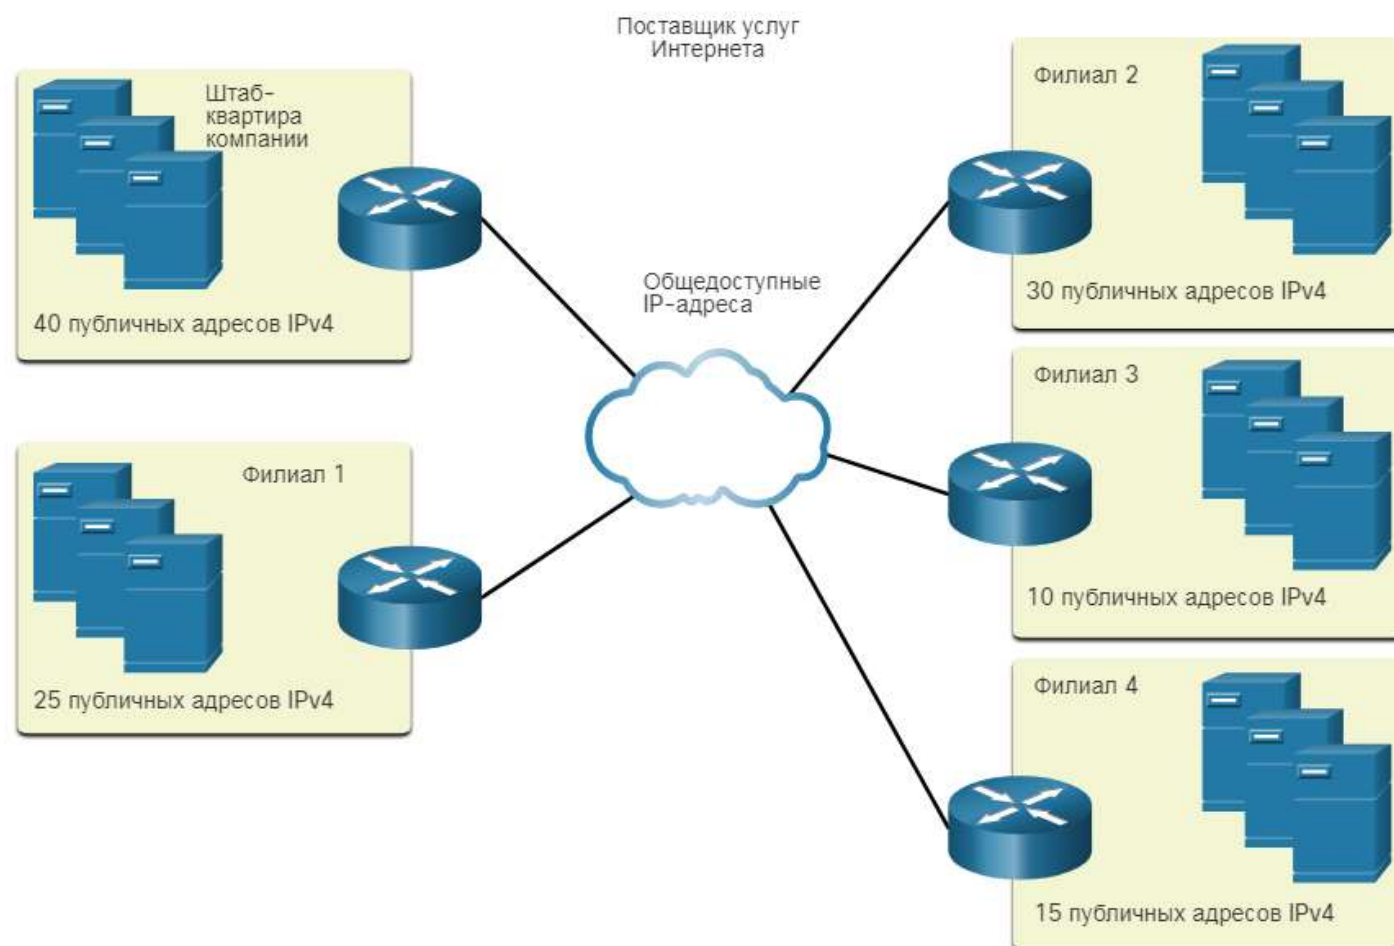 Поставщик услуг
Интернета
Штаб-
квартира
компании
40 публичных адресов IPv4
Филиал 1
25 публичных адресов IPv4
Общедоступные
IP-адреса
Филиал 2
30 публичных адресов IPv4
Филиал 3
10 публичных адресов IPv4
Филиал 4
15 публичных адресов IPv4